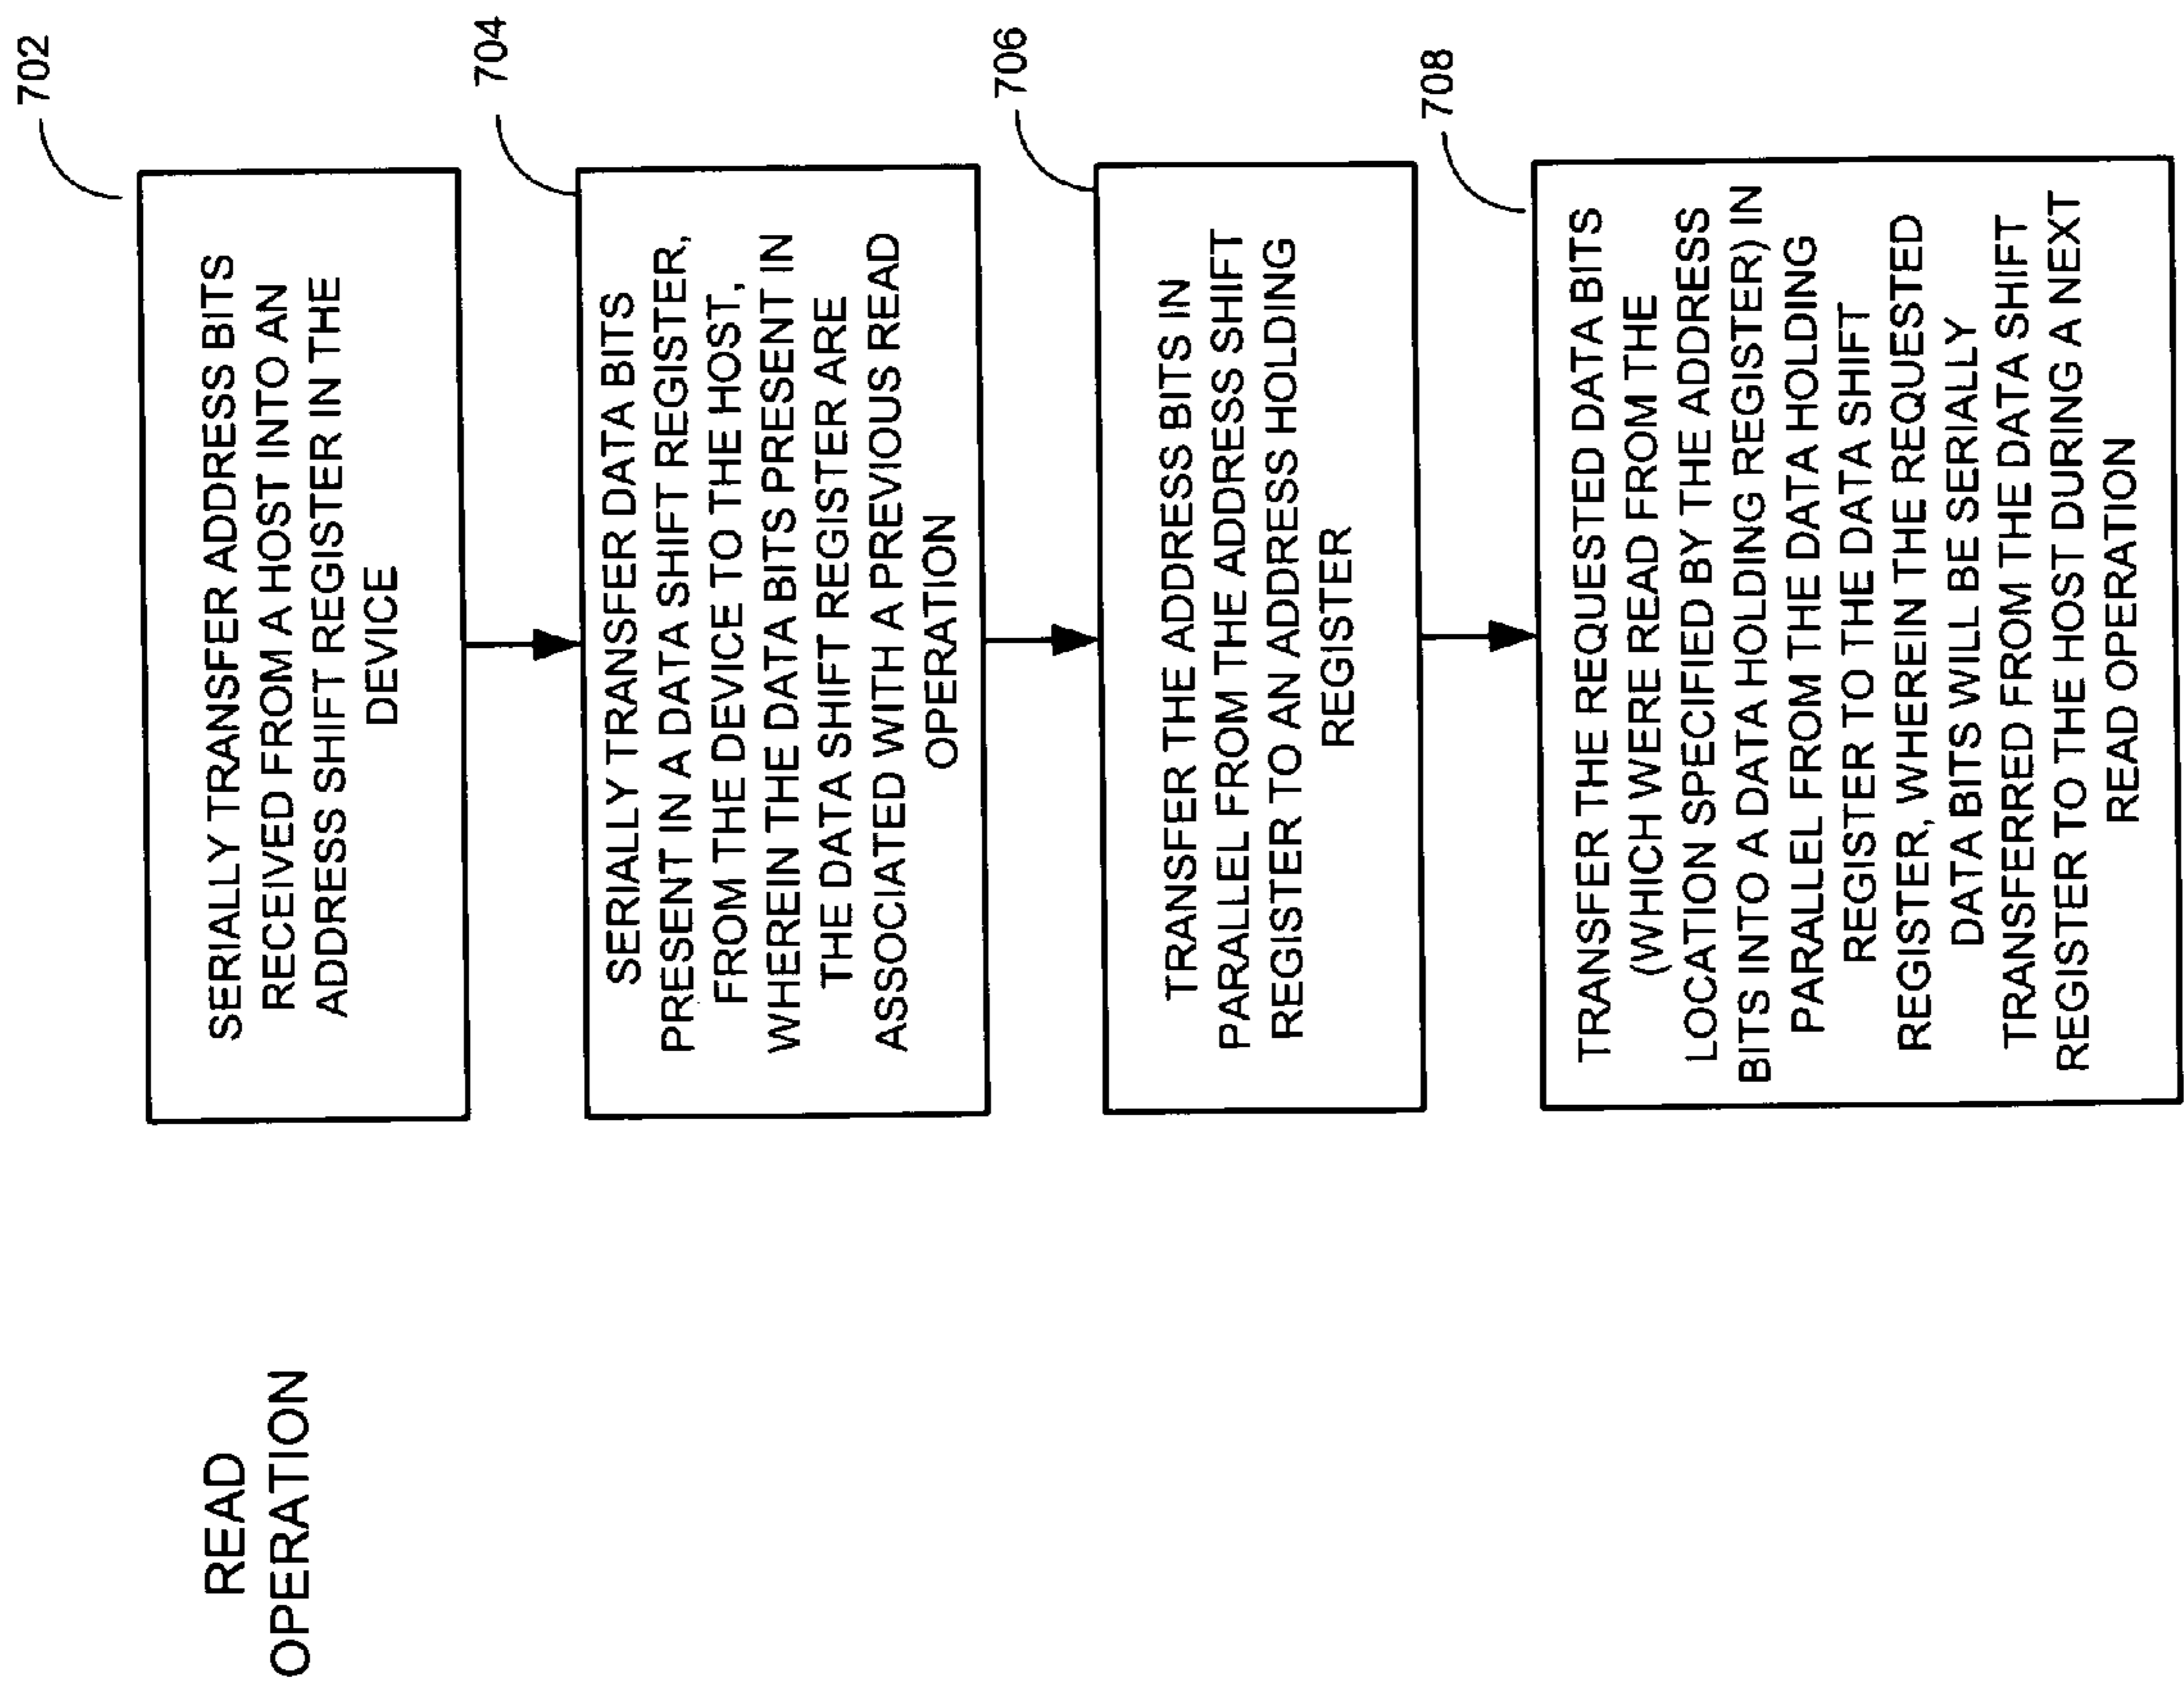 READ
OPERATION
702
SERIALLY TRANSFER ADDRESS BITS
RECEIVED FROM A HOST INTO AN
ADDRESS SHIFT REGISTER IN THE
DEVICE
704
SERIALLY TRANSFER DATA BITS
PRESENT IN A DATA SHIFT REGISTER,
FROM THE DEVICE TO THE HOST,
WHEREIN THE DATA BITS PRESENT IN
THE DATA SHIFT REGISTER ARE
ASSOCIATED WITH A PREVIOUS READ
OPERATION
706
TRANSFER THE ADDRESS BITS IN
PARALLEL FROM THE ADDRESS SHIFT
REGISTER TO AN ADDRESS HOLDING
REGISTER
708
TRANSFER THE REQUESTED DATA BITS
(WHICH WERE READ FROM THE
LOCATION SPECIFIED BY THE ADDRESS
BITS INTO A DATA HOLDING REGISTER) IN
PARALLEL FROM THE DATA HOLDING
REGISTER TO THE DATA SHIFT
REGISTER, WHEREIN THE REQUESTED
DATA BITS WILL BE SERIALLY
TRANSFERRED FROM THE DATA SHIFT
REGISTER TO THE HOST DURING A NEXT
READ OPERATION